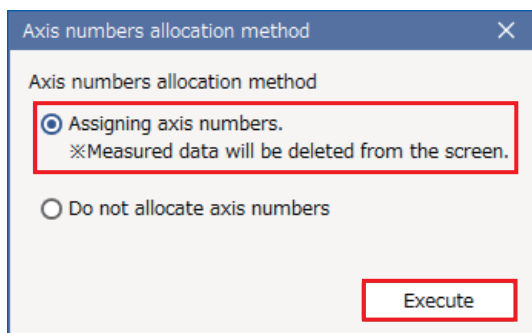 Axis numbers allocation method
Axis numbers allocation method
Assigning axis numbers.
※Measured data will be deleted from the screen.
Do not allocate axis numbers
Execute